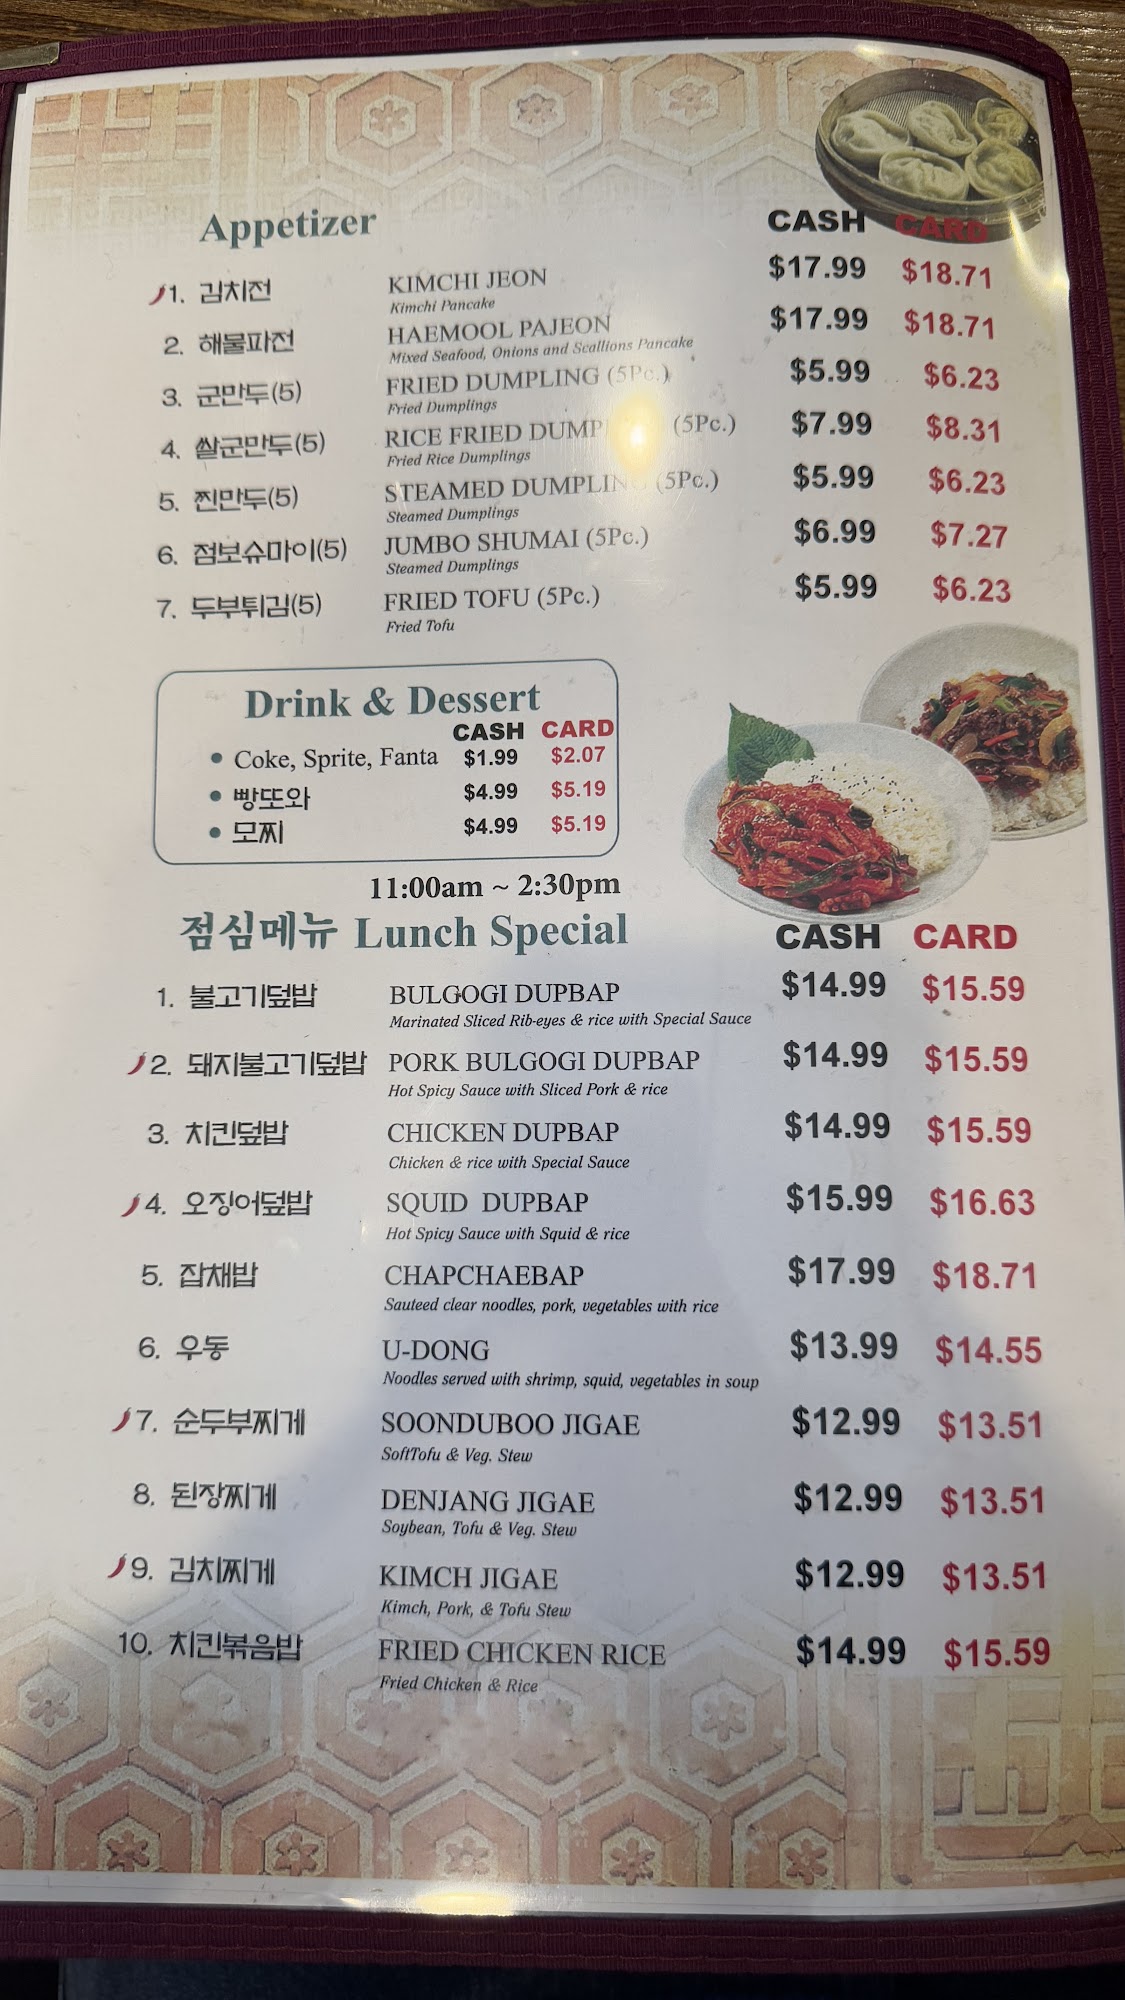 Appetizer CASH CARD
1. 김치전 KIMCHI JEON $17.99 $18.71
Kimchi Pancake
2. 해물파전 HAEMOOL PAJEON $17.99 $18.71
Mixed Seafood, Onions and Scallions Pancake
3. 군만두(5) FRIED DUMPLING (5Pc.) $5.99 $6.23
Fried Dumplings
4. 쌀군만두(5) RICE FRIED (5Pc.) $7.99 $8.31
Fried Rice Dumplings
5. 찐만두(5) STEAMED DUMPLING (5Pc.) $5.99 $6.23
Steamed Dumplings
6. 점보슈마이(5) JUMBO SHUMAI (5Pc.) $6.99 $7.27
Steamed Dumplings
7. 두부튀김(5) FRIED TOFU (5Pc.) $5.99 $6.23
Fried Tofu
Drink & Dessert
CASH CARD
• Coke, Sprite, Fanta $1.99 $2.07
• 빵또와 $4.99 $5.19
• 모찌 $4.99 $5.19
11:00am ~ 2:30pm
점심메뉴 Lunch Special CASH CARD
1. 불고기덮밥 BULGOGI DUPBAP $14.99 $15.59
Marinated Sliced Rib-eyes & rice with Special Sauce
2. 돼지불고기덮밥 PORK BULGOGI DUPBAP $14.99 $15.59
Hot Spicy Sauce with Sliced Pork & rice
3. 치킨덮밥 CHICKEN DUPBAP $14.99 $15.59
Chicken & rice with Special Sauce
4. 오징어덮밥 SQUID DUPBAP $15.99 $16.63
Hot Spicy Sauce with Squid & rice
5. 잡채밥 CHAPCHAEBAP $17.99 $18.71
Sauteed clear noodles, pork, vegetables with rice
6. 우동 U-DONG $13.99 $14.55
Noodles served with shrimp, squid, vegetables in soup
7. 순두부찌게 SOONDUBOO JIGAE $12.99 $13.51
SoftTofu & Veg. Stew
8. 된장찌게 DENJANG JIGAE $12.99 $13.51
Soybean, Tofu & Veg. Stew
9. 김치찌게 KIMCH JIGAE $12.99 $13.51
Kimch, Pork, & Tofu Stew
10. 치킨볶음밥 FRIED CHICKEN RICE $14.99 $15.59
Fried Chicken & Rice